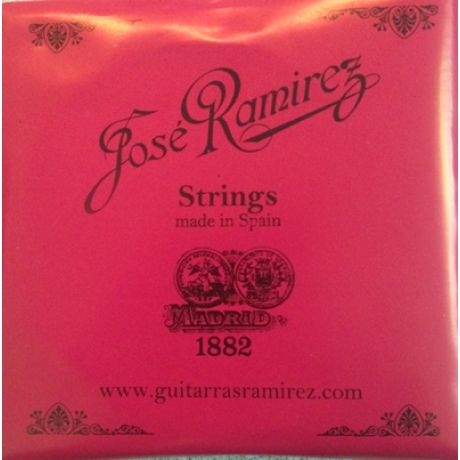 José Ramirez
Strings
made in Spain
MADRID
1882
www.guitarrasramirez.com